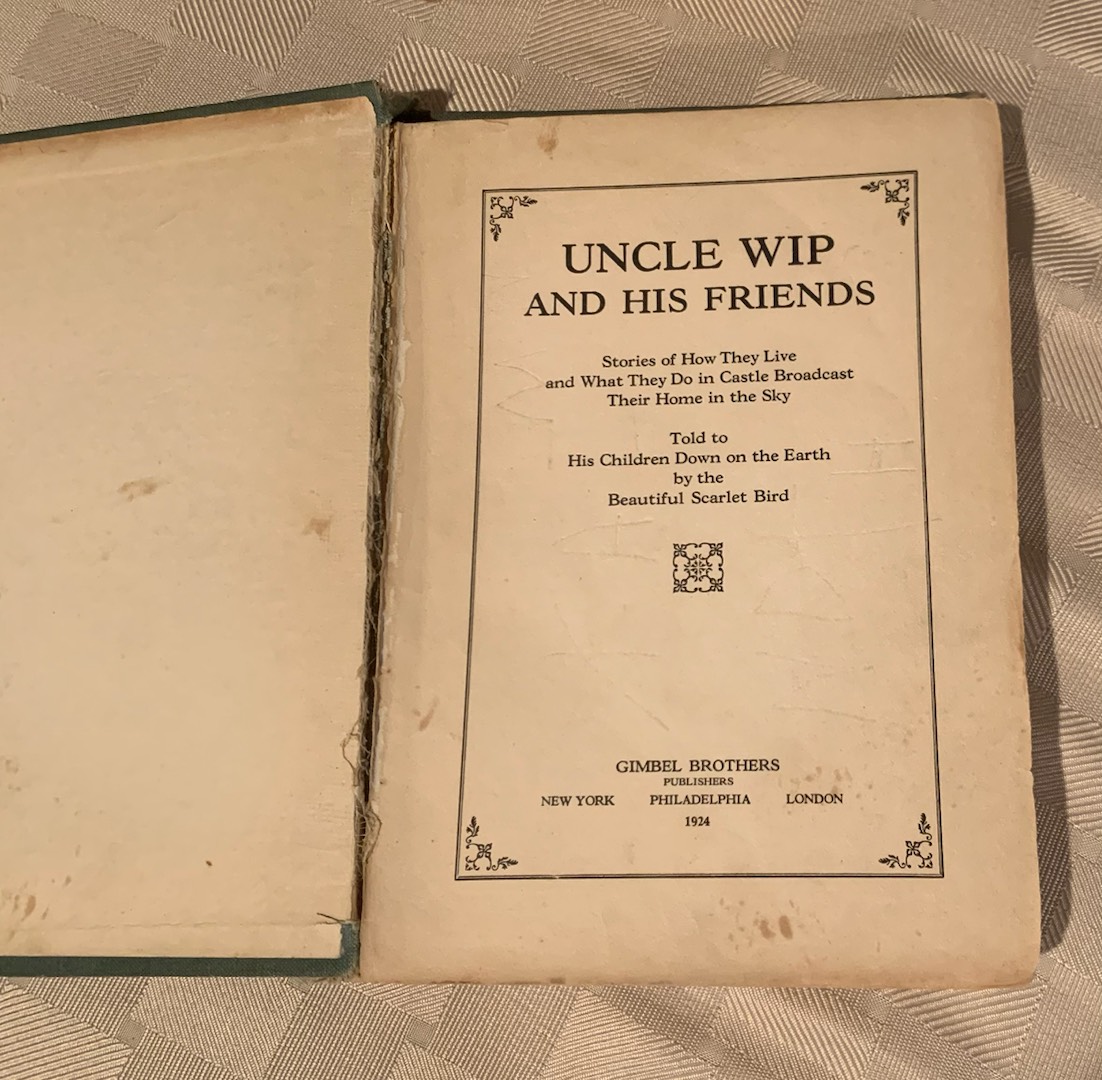 UNCLE WIP
AND HIS FRIENDS
Stories of How They Live
and What They Do in Castle Broadcast
Their Home in the Sky
Told to
His Children Down on the Earth
by the
Beautiful Scarlet Bird
GIMBEL BROTHERS
PUBLISHERS
NEW YORK PHILADELPHIA LONDON
1924